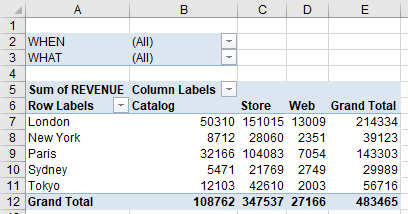 A B C D E
1
2 WHEN (All)
3 WHAT (All)
4
5 Sum of REVENUE Column Labels
6 Row Labels Catalog Store Web Grand Total
7 London 50310 151015 13009 214334
8 New York 8712 28060 2351 39123
9 Paris 32166 104083 7054 143303
10 Sydney 5471 21769 2749 29989
11 Tokyo 12103 42610 2003 56716
12 Grand Total 108762 347537 27166 483465